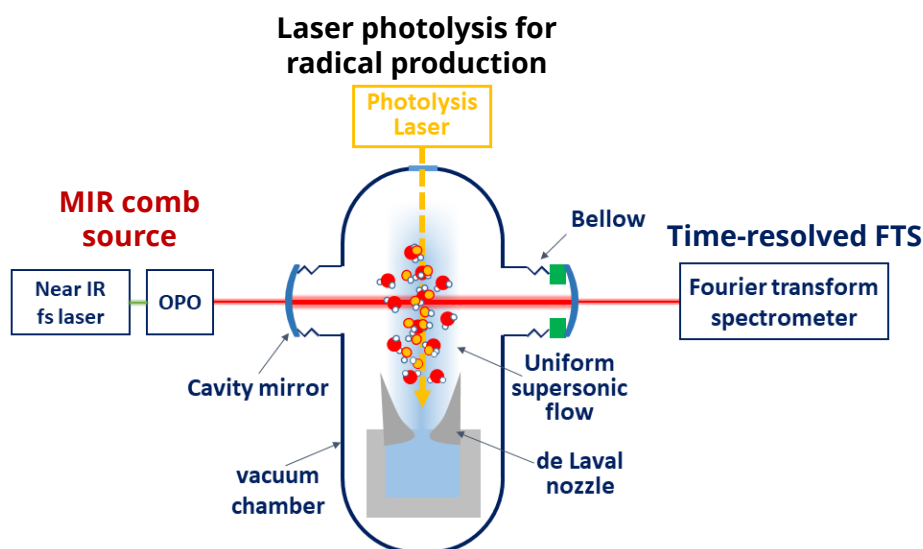 Laser photolysis for
radical production
Photolysis
Laser
MIR comb
source
Near IR
fs laser
OPO
Bellow
Time-resolved FTS
Fourier transform
spectrometer
Cavity mirror
Uniform
supersonic
flow
de Laval
nozzle
vacuum
chamber